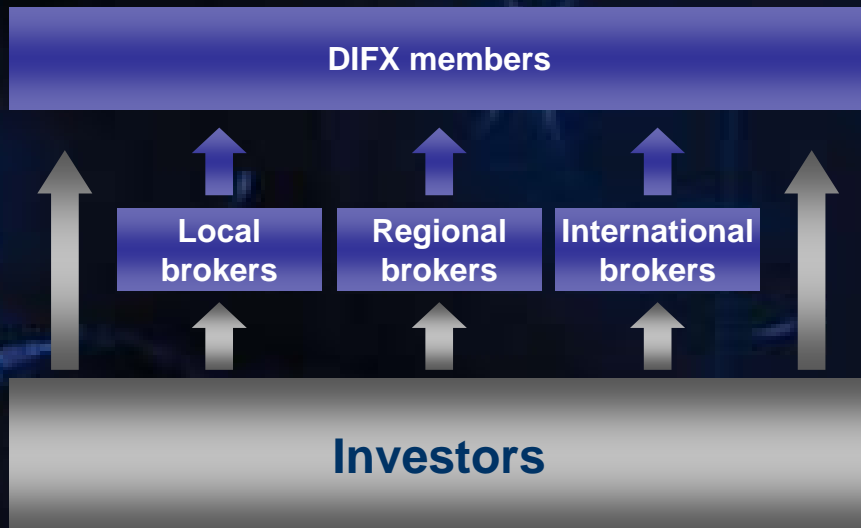 DIFX members
Local
brokers
Regional
brokers
International
brokers
Investors